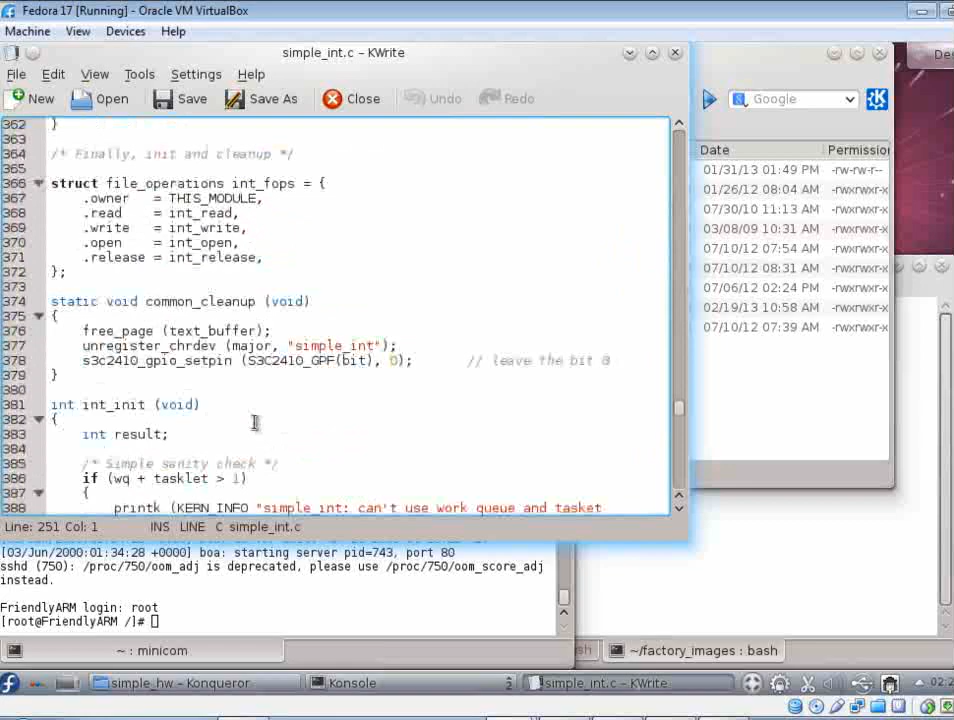 Fedora 17 [Running] - Oracle VM VirtualBox
Machine View Devices Help
simple_int.c – KWrite
File Edit View Tools Settings Help
New Open Save Save As Close Undo Redo
Google
362 }
363
364 /* Finally, init and cleanup */
365
366 struct file_operations int_fops = {
367 .owner = THIS_MODULE,
368 .read = int_read,
369 .write = int_write,
370 .open = int_open,
371 .release = int_release,
372 };
373
374 static void common_cleanup (void)
375 {
376 free_page (text_buffer);
377 unregister_chrdev (major, "simple_int");
378 s3c2410_gpio_setpin (S3C2410_GPF(bit), 0); // leave the bit 0
379 }
380
381 int int_init (void)
382 {
383 int result;
384
385 /* Simple sanity check */
386 if (wq + tasklet > 1)
387 {
388 printk (KERN_INFO "simple_int: can't use work queue and tasket
Line: 251 Col: 1 INS LINE C simple_int.c
Date Permissio
01/31/13 01:49 PM -rw-rw-r--
01/26/12 08:04 AM -rwxrwxr-x
07/30/10 11:13 AM -rwxrwxr-x
03/08/09 10:31 AM -rwxrwxr-x
07/10/12 07:54 AM -rwxrwxr-x
07/10/12 08:31 AM -rwxrwxr-x
07/06/12 02:24 PM -rwxrwxr-x
02/19/13 10:58 AM -rwxrwxr-x
07/10/12 07:39 AM -rwxrwxr-x
[03/Jun/2000:01:34:28 +0000] boa: starting server pid=743, port 80
sshd (750): /proc/750/oom_adj is deprecated, please use /proc/750/oom_score_adj
instead.
FriendlyARM login: root
[root@FriendlyARM /]#
~ : minicom
~/factory_images : bash
simple_hw – Konqueror
Konsole 2
simple_int.c – KWrite